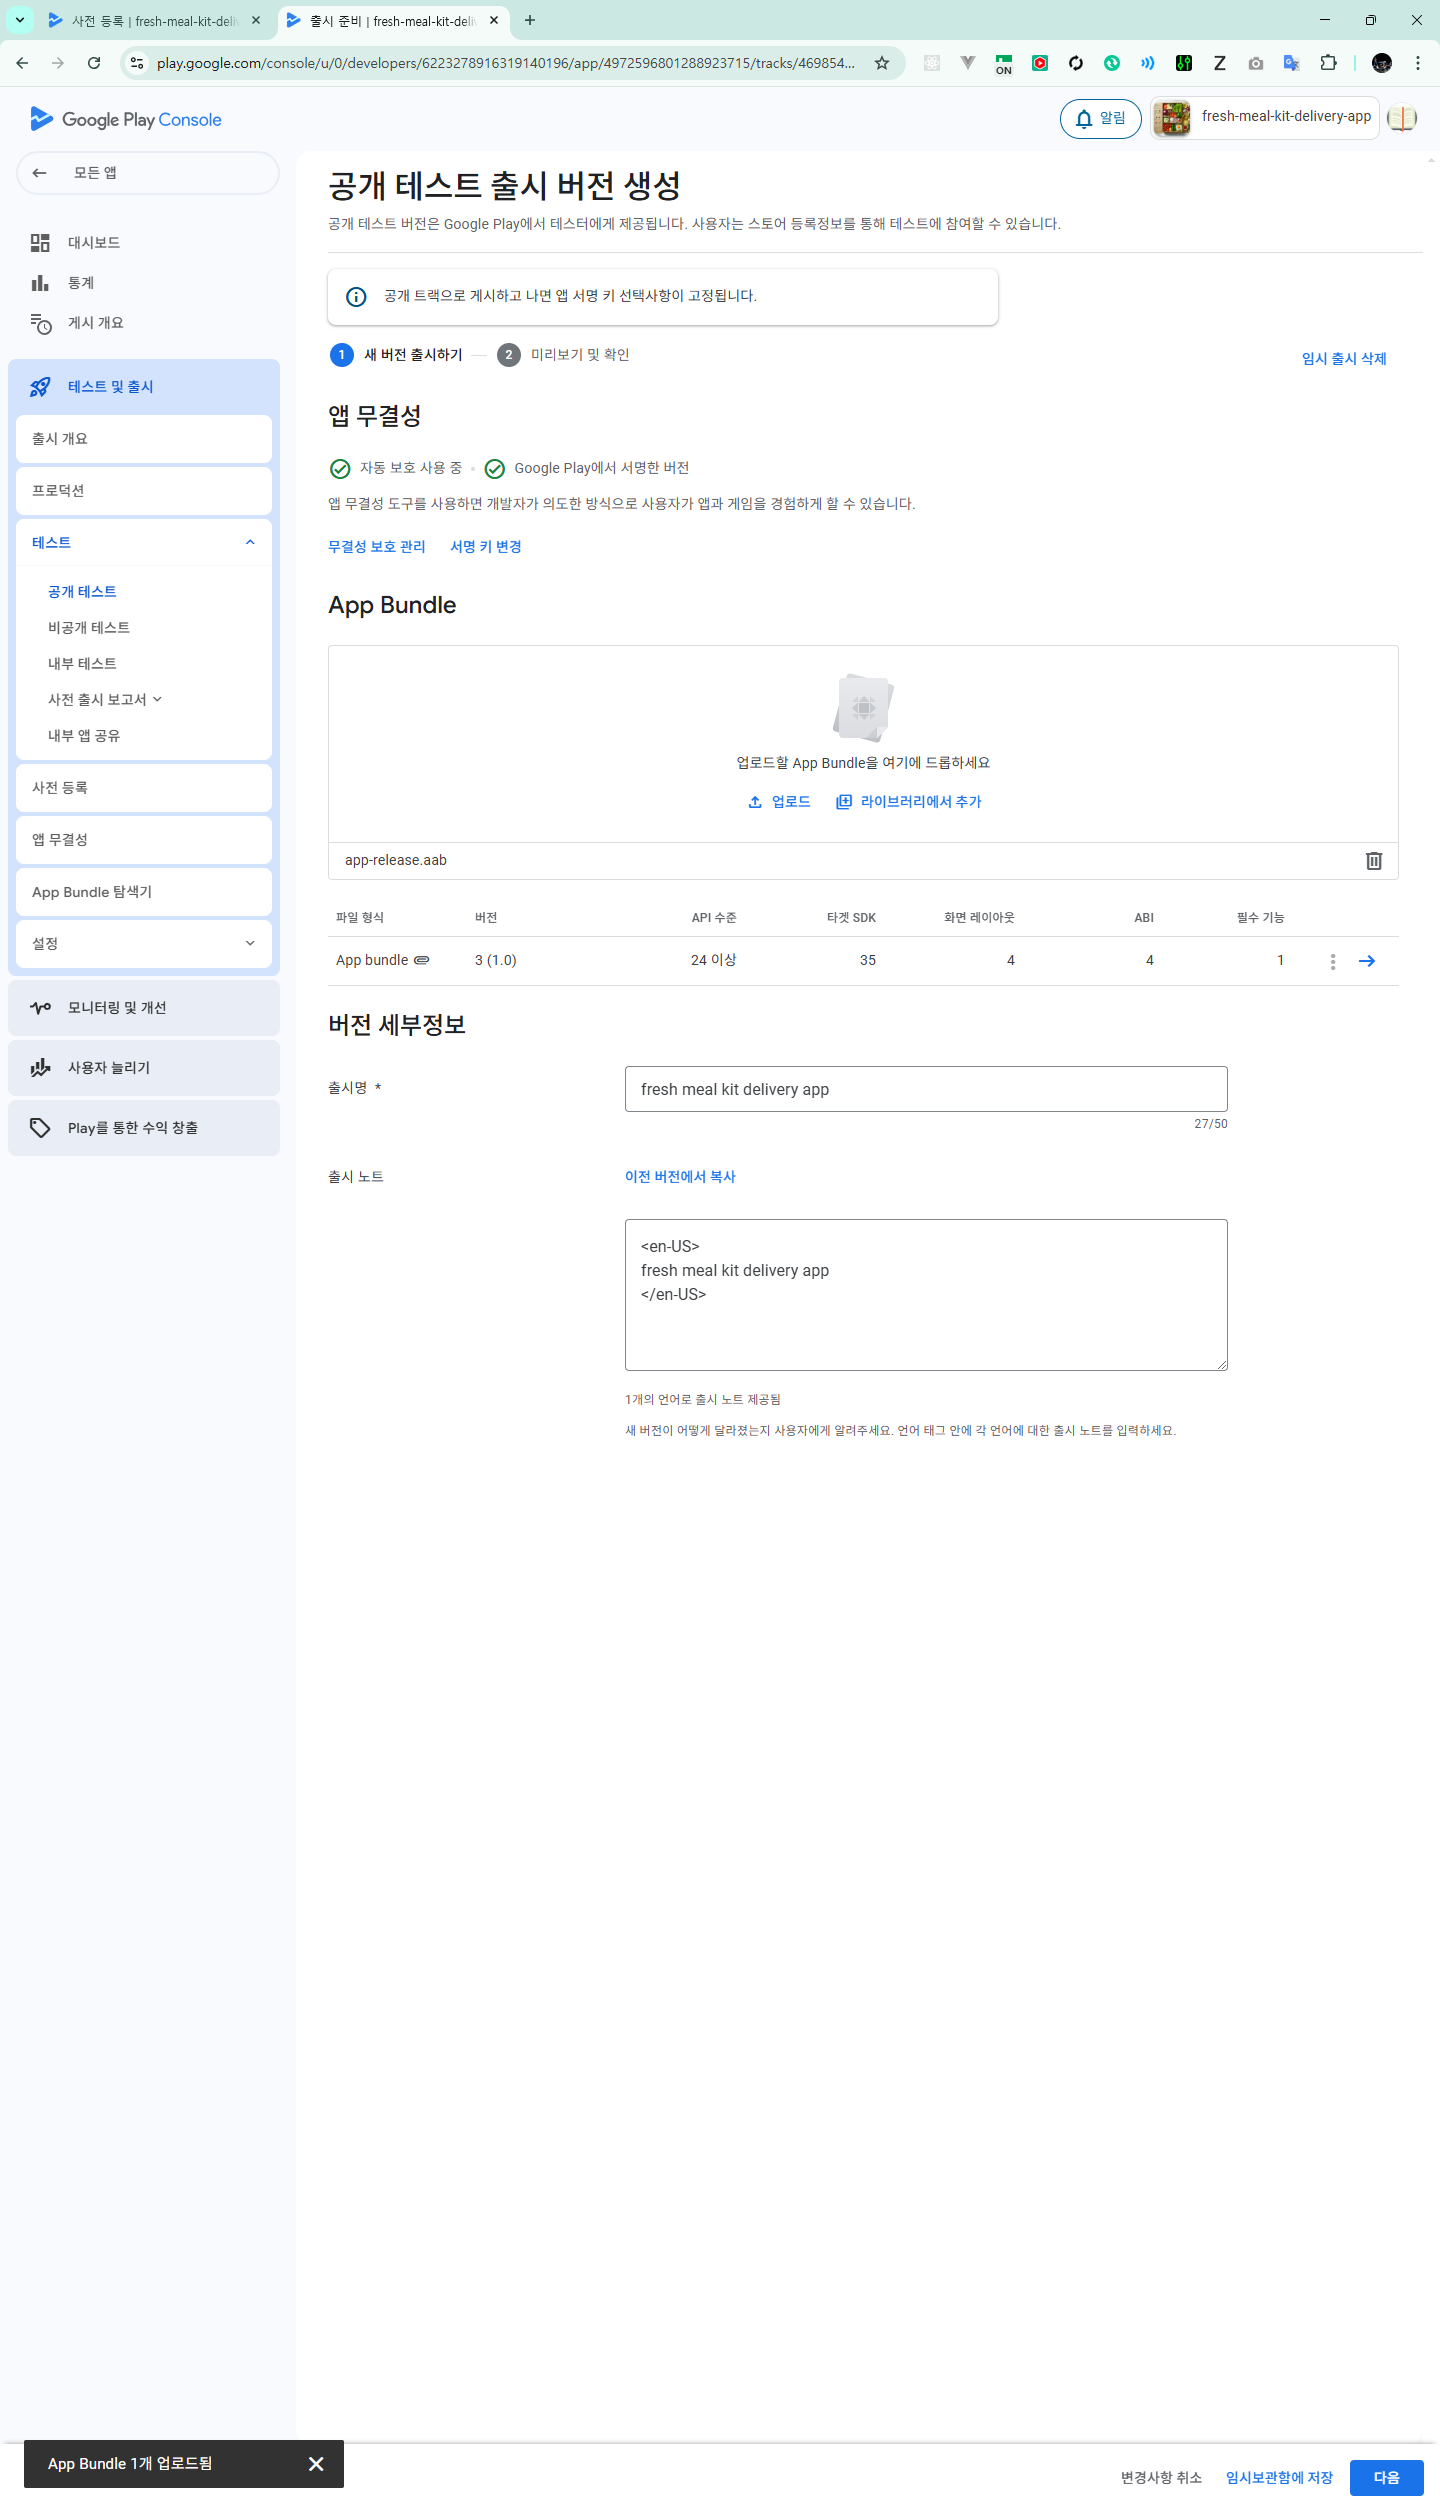 사전 등록 | fresh-meal-kit-deliv
출시 준비 | fresh-meal-kit-deliv
play.google.com/console/u/0/developers/6223278916319140196/app/4972596801288923715/tracks/469854...
ON
Google Play Console
알림
fresh-meal-kit-delivery-app
모든 앱
대시보드
통계
게시 개요
테스트 및 출시
출시 개요
프로덕션
테스트
공개 테스트
비공개 테스트
내부 테스트
사전 출시 보고서
내부 앱 공유
사전 등록
앱 무결성
App Bundle 탐색기
설정
모니터링 및 개선
사용자 늘리기
Play를 통한 수익 창출
공개 테스트 출시 버전 생성
공개 테스트 버전은 Google Play에서 테스터에게 제공됩니다. 사용자는 스토어 등록정보를 통해 테스트에 참여할 수 있습니다.
공개 트랙으로 게시하고 나면 앱 서명 키 선택사항이 고정됩니다.
1 새 버전 출시하기 2 미리보기 및 확인
임시 출시 삭제
앱 무결성
자동 보호 사용 중 • Google Play에서 서명한 버전
앱 무결성 도구를 사용하면 개발자가 의도한 방식으로 사용자가 앱과 게임을 경험하게 할 수 있습니다.
무결성 보호 관리 서명 키 변경
App Bundle
업로드할 App Bundle을 여기에 드롭하세요
업로드 라이브러리에서 추가
app-release.aab
파일 형식 버전 API 수준 타겟 SDK 화면 레이아웃 ABI 필수 기능
App bundle 3 (1.0) 24 이상 35 4 4 1
버전 세부정보
출시명 *
fresh meal kit delivery app
27/50
출시 노트
이전 버전에서 복사
<en-US>
fresh meal kit delivery app
</en-US>
1개의 언어로 출시 노트 제공됨
새 버전이 어떻게 달라졌는지 사용자에게 알려주세요. 언어 태그 안에 각 언어에 대한 출시 노트를 입력하세요.
App Bundle 1개 업로드됨
변경사항 취소 임시보관함에 저장 다음